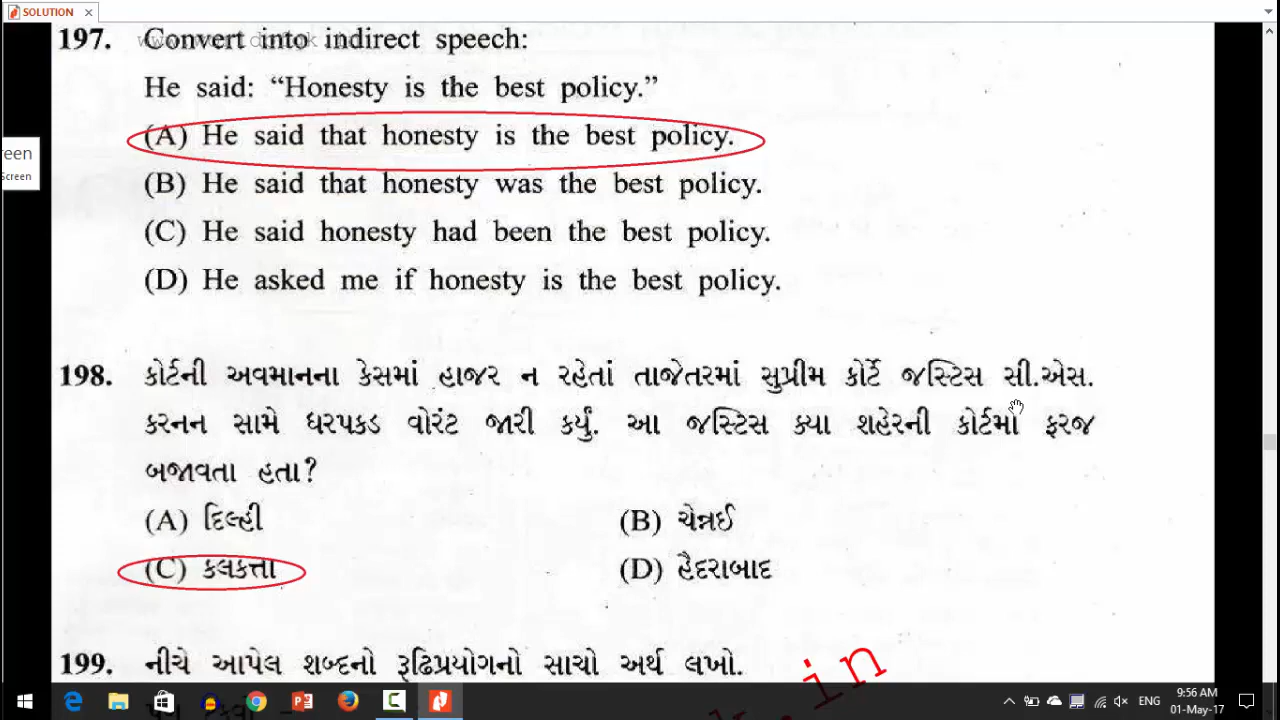 SOLUTION
197. Convert into indirect speech:
He said: “Honesty is the best policy.”
(A) He said that honesty is the best policy.
reen
Screen
(B) He said that honesty was the best policy.
(C) He said honesty had been the best policy.
(D) He asked me if honesty is the best policy.
198. કોર્ટની અવમાનના કેસમાં હાજર ન રહેતાં તાજેતરમાં સુપ્રીમ કોર્ટે જસ્ટિસ સી.એસ.
કરનન સામે ધરપકડ વોરંટ જારી કર્યું. આ જસ્ટિસ ક્યા શહેરની કોર્ટમાં ફરજ
બજાવતા હતા?
(A) દિલ્હી (B) ચેન્નઈ
(C) કલકત્તા (D) હૈદરાબાદ
199. નીચે આપેલ શબ્દનો રૂઢિપ્રયોગનો સાચો અર્થ લખો.
.in
ENG
9:56 AM
01-May-17